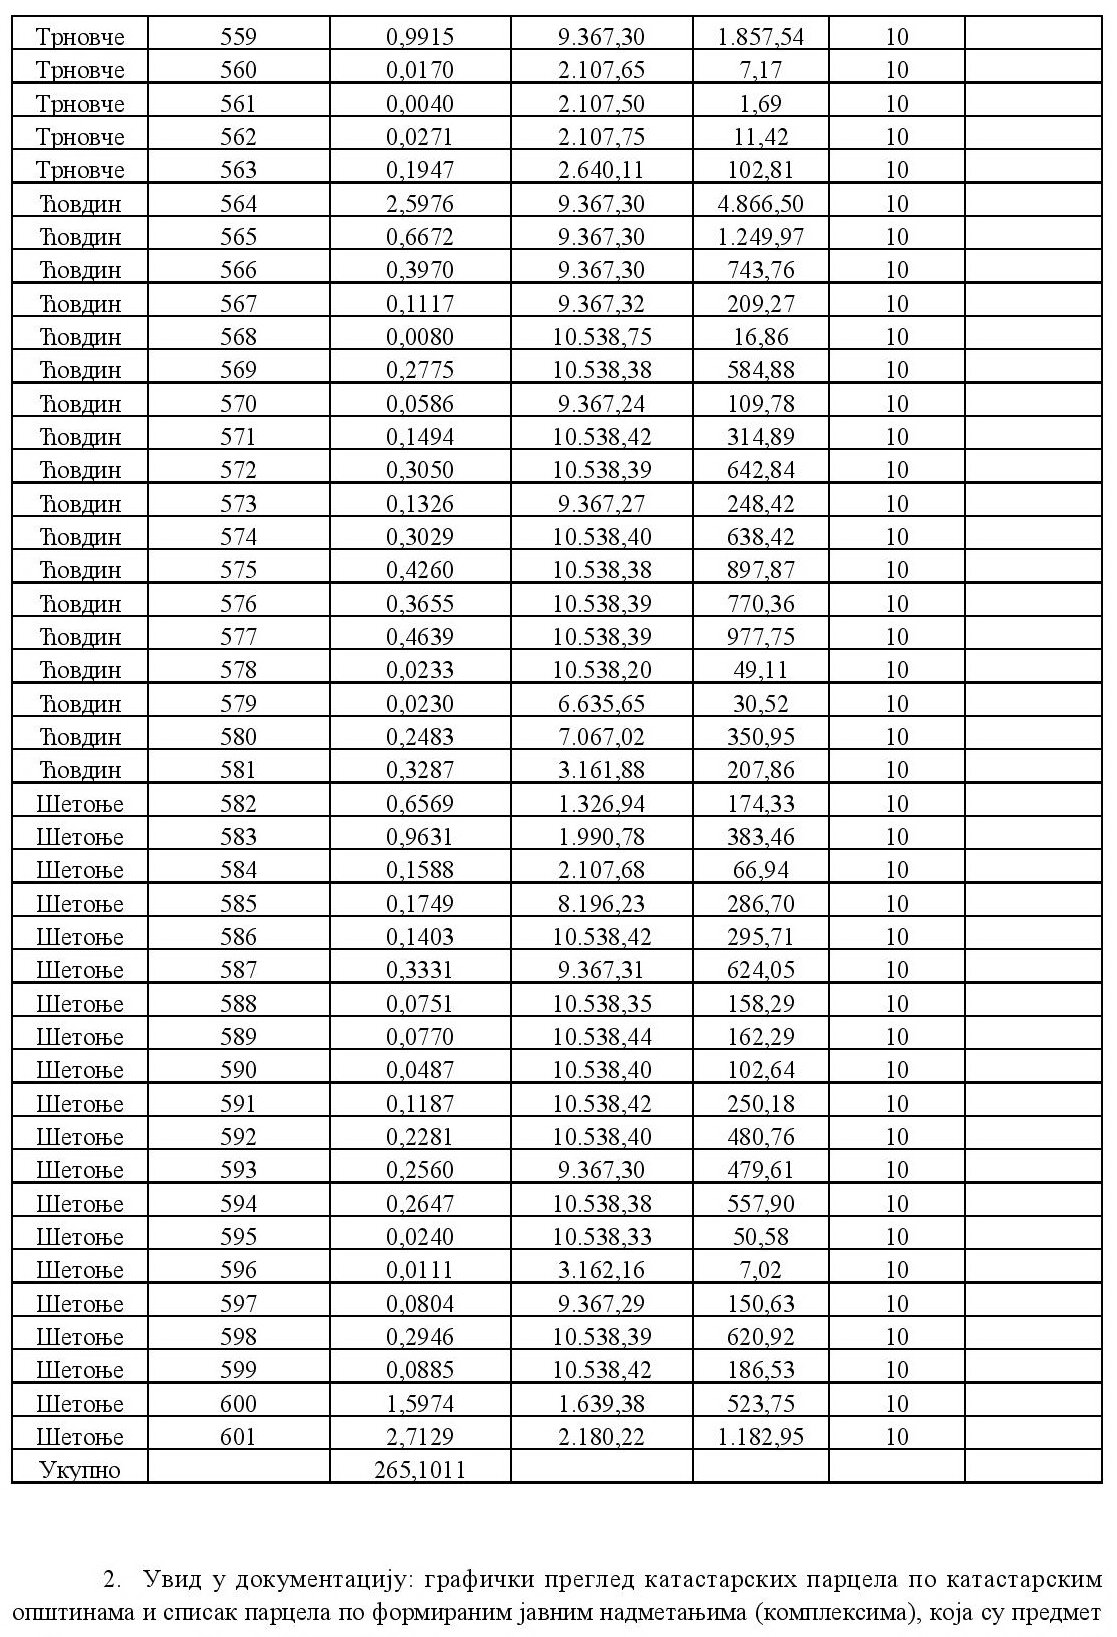 Трновче 559 0,9915 9.367,30 1.857,54 10
Трновче 560 0,0170 2.107,65 7,17 10
Трновче 561 0,0040 2.107,50 1,69 10
Трновче 562 0,0271 2.107,75 11,42 10
Трновче 563 0,1947 2.640,11 102,81 10
Ћовдин 564 2,5976 9.367,30 4.866,50 10
Ћовдин 565 0,6672 9.367,30 1.249,97 10
Ћовдин 566 0,3970 9.367,30 743,76 10
Ћовдин 567 0,1117 9.367,32 209,27 10
Ћовдин 568 0,0080 10.538,75 16,86 10
Ћовдин 569 0,2775 10.538,38 584,88 10
Ћовдин 570 0,0586 9.367,24 109,78 10
Ћовдин 571 0,1494 10.538,42 314,89 10
Ћовдин 572 0,3050 10.538,39 642,84 10
Ћовдин 573 0,1326 9.367,27 248,42 10
Ћовдин 574 0,3029 10.538,40 638,42 10
Ћовдин 575 0,4260 10.538,38 897,87 10
Ћовдин 576 0,3655 10.538,39 770,36 10
Ћовдин 577 0,4639 10.538,39 977,75 10
Ћовдин 578 0,0233 10.538,20 49,11 10
Ћовдин 579 0,0230 6.635,65 30,52 10
Ћовдин 580 0,2483 7.067,02 350,95 10
Ћовдин 581 0,3287 3.161,88 207,86 10
Шетоње 582 0,6569 1.326,94 174,33 10
Шетоње 583 0,9631 1.990,78 383,46 10
Шетоње 584 0,1588 2.107,68 66,94 10
Шетоње 585 0,1749 8.196,23 286,70 10
Шетоње 586 0,1403 10.538,42 295,71 10
Шетоње 587 0,3331 9.367,31 624,05 10
Шетоње 588 0,0751 10.538,35 158,29 10
Шетоње 589 0,0770 10.538,44 162,29 10
Шетоње 590 0,0487 10.538,40 102,64 10
Шетоње 591 0,1187 10.538,42 250,18 10
Шетоње 592 0,2281 10.538,40 480,76 10
Шетоње 593 0,2560 9.367,30 479,61 10
Шетоње 594 0,2647 10.538,38 557,90 10
Шетоње 595 0,0240 10.538,33 50,58 10
Шетоње 596 0,0111 3.162,16 7,02 10
Шетоње 597 0,0804 9.367,29 150,63 10
Шетоње 598 0,2946 10.538,39 620,92 10
Шетоње 599 0,0885 10.538,42 186,53 10
Шетоње 600 1,5974 1.639,38 523,75 10
Шетоње 601 2,7129 2.180,22 1.182,95 10
Укупно 265,1011
2. Увид у документацију: графички преглед катастарских парцела по катастарским
општинама и списак парцела по формираним јавним надметањима (комплексима), која су предмет